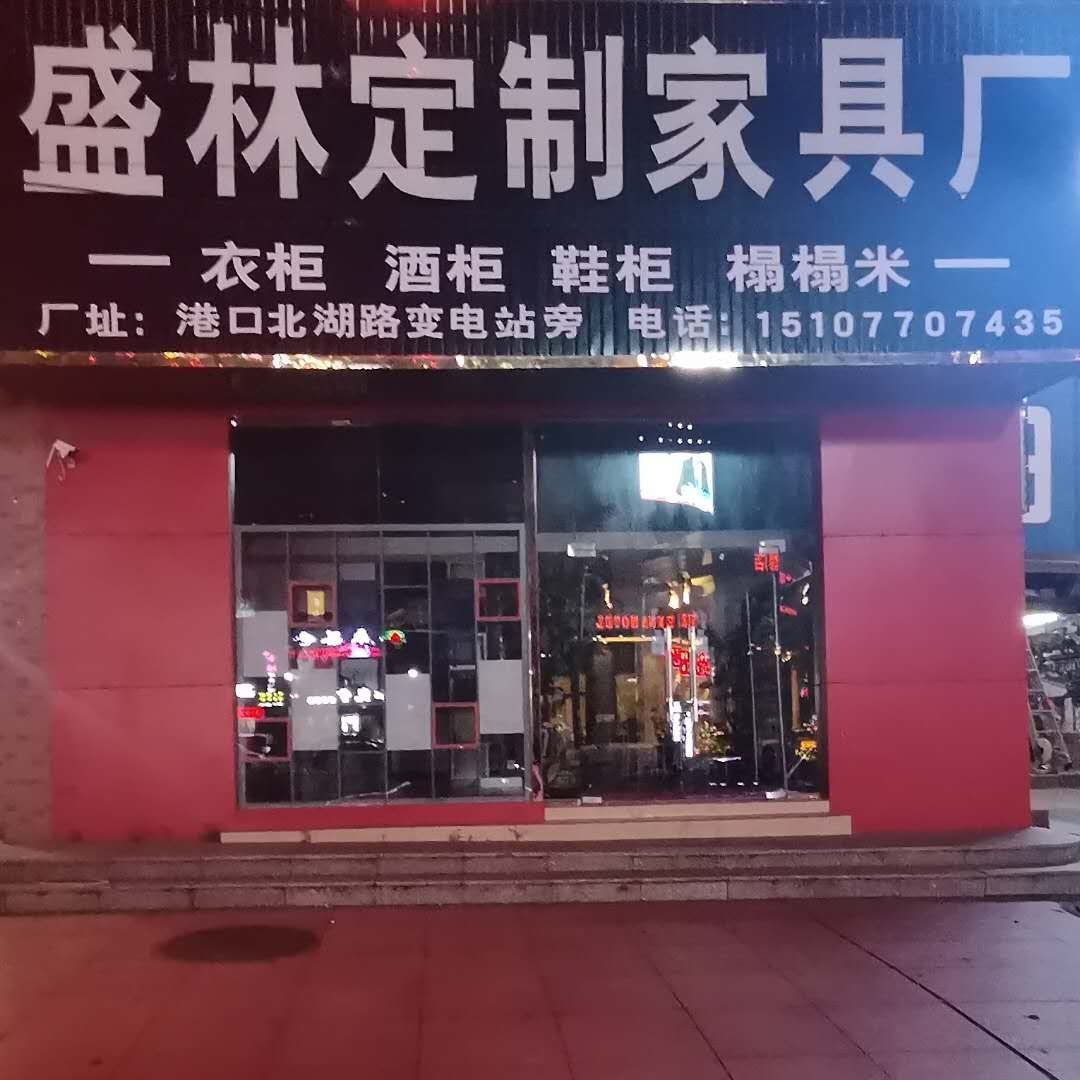 盛林定制家具厂
— 衣柜 酒柜 鞋柜 榻榻米 —
厂址：港口北湖路变电站旁 电话：15107707435